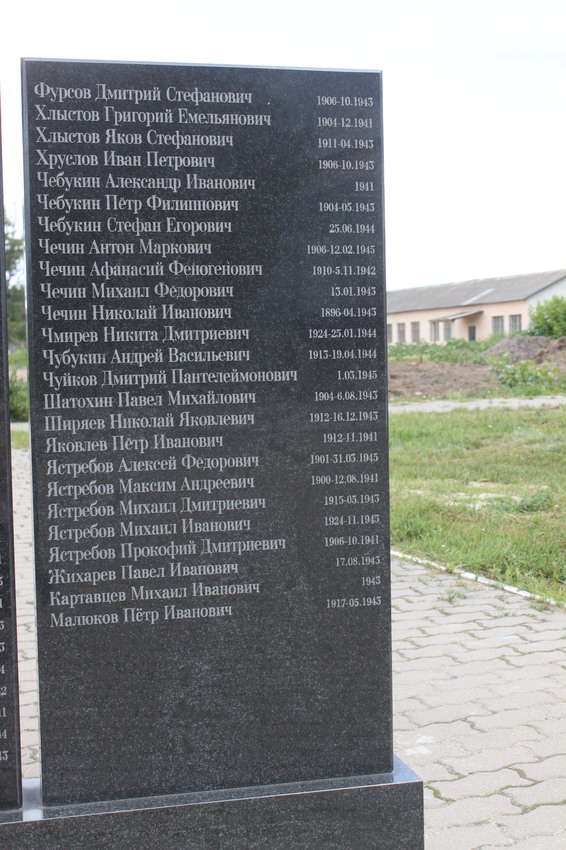 Фурсов Дмитрий Стефанович 1906-10.1943
Хлыстов Григорий Емельянович 1904-12.1941
Хлыстов Яков Стефанович 1911-04.1943
Хруслов Иван Петрович 1906-10.1943
Чебукин Александр Иванович 1941
Чебукин Пётр Филиппович 1904-05.1943
Чебукин Стефан Егорович 25.06.1944
Чечин Антон Маркович 1906-12.02.1945
Чечин Афанасий Феногенович 1910-5.11.1942
Чечин Михаил Фёдорович 13.01.1943
Чечин Николай Иванович 1896-04.1943
Чмирев Никита Дмитриевич 1924-25.01.1944
Чубукин Андрей Васильевич 1913-19.04.1944
Чуйков Дмитрий Пантелеймонович 1.03.1945
Шатохин Павел Михайлович 1904-6.08.1943
Ширяев Николай Яковлевич 1912-16.12.1943
Яковлев Пётр Иванович 1912-11.1941
Ястребов Алексей Фёдорович 1901-31.03.1945
Ястребов Максим Андреевич 1900-12.08.1941
Ястребов Михаил Дмитриевич 1915-05.1943
Ястребов Михаил Иванович 1924-11.1943
Ястребов Прокофий Дмитриевич 1906-10.1941
Жихарев Павел Иванович 17.08.1943
Картавцев Михаил Иванович 1943
Малюков Пётр Иванович 1917-05.1943